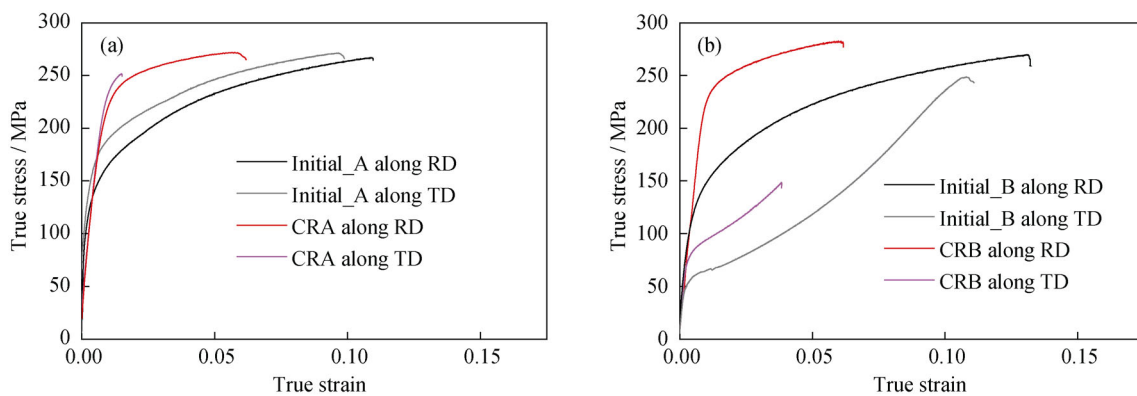 (a)
300
250
200
150
100
50
0
True stress / MPa
Initial_A along RD
Initial_A along TD
CRA along RD
CRA along TD
0.00 0.05 0.10 0.15
True strain
(b)
300
250
200
150
100
50
0
True stress / MPa
Initial_B along RD
Initial_B along TD
CRB along RD
CRB along TD
0.00 0.05 0.10 0.15
True strain